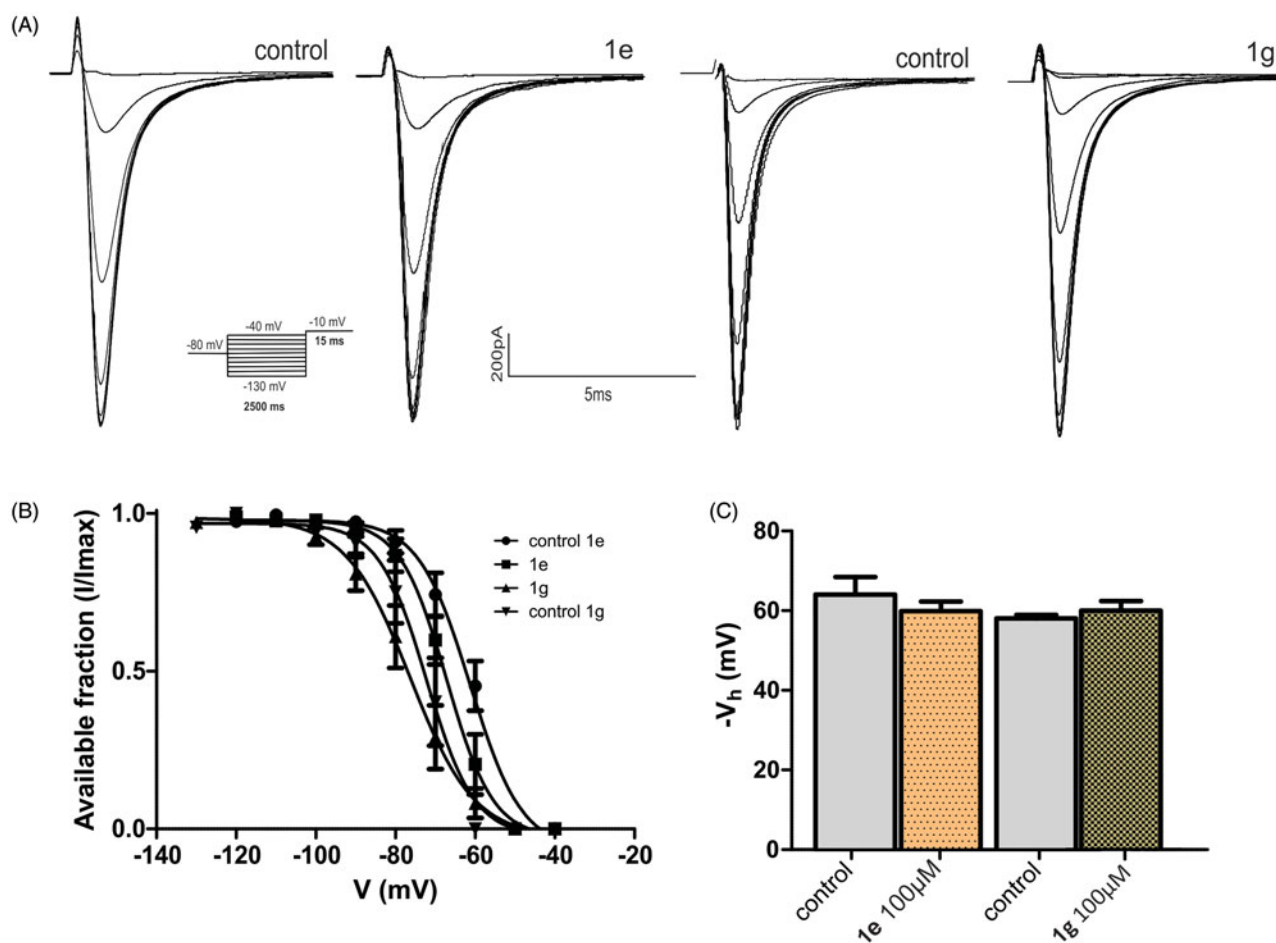 (A)
control
1e
control
1g
-40 mV
-10 mV
-80 mV
15 ms
-130 mV
2500 ms
200pA
5ms
(B)
Available fraction (I/Imax)
1.0
0.5
0.0
-140 -120 -100 -80 -60 -40 -20
V (mV)
control 1e
1e
1g
control 1g
(C)
-Vh (mV)
80
60
40
20
0
control
1e 100µM
control
1g 100µM